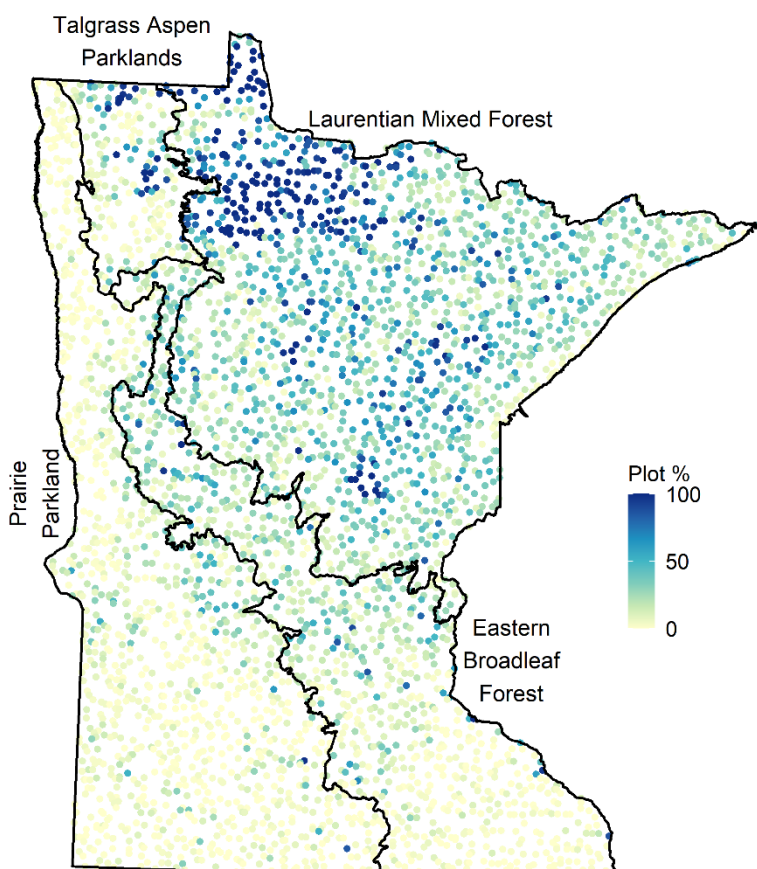 Talgrass Aspen
Parklands
Laurentian Mixed Forest
Prairie
Parkland
Plot %
100
50
0
Eastern
Broadleaf
Forest